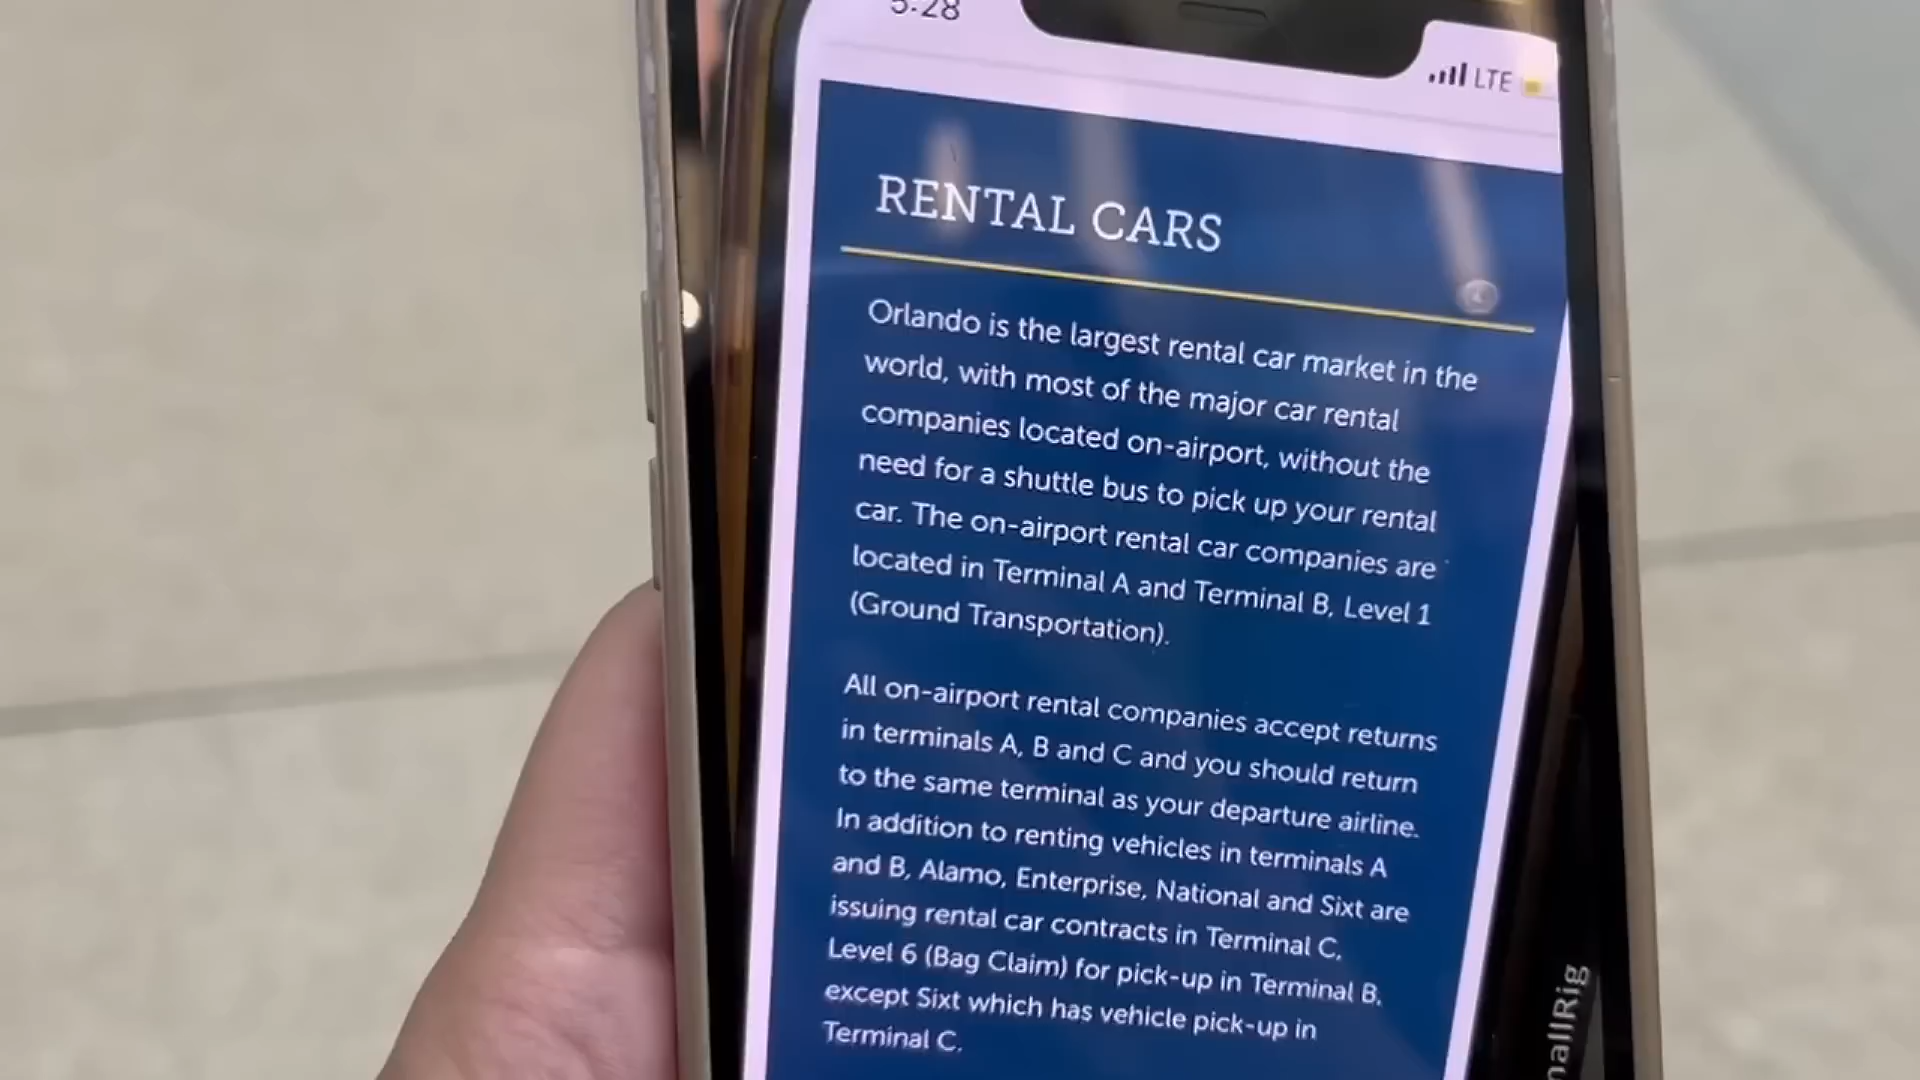 5:28
LTE
RENTAL CARS
Orlando is the largest rental car market in the
world, with most of the major car rental
companies located on-airport, without the
need for a shuttle bus to pick up your rental
car. The on-airport rental car companies are
located in Terminal A and Terminal B, Level 1
(Ground Transportation).
All on-airport rental companies accept returns
in terminals A, B and C and you should return
to the same terminal as your departure airline.
In addition to renting vehicles in terminals A
and B, Alamo, Enterprise, National and Sixt are
issuing rental car contracts in Terminal C,
Level 6 (Bag Claim) for pick-up in Terminal B,
except Sixt which has vehicle pick-up in
Terminal C.